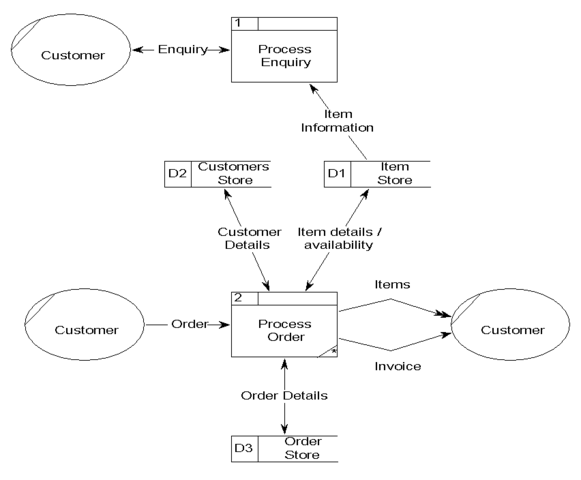 1
Customer
Enquiry
Process
Enquiry
Item
Information
D2
Customers
Store
D1
Item
Store
Customer
Details
Item details /
availability
Items
2
Customer
Order
Process
Order
*
Customer
Invoice
Order Details
D3
Order
Store